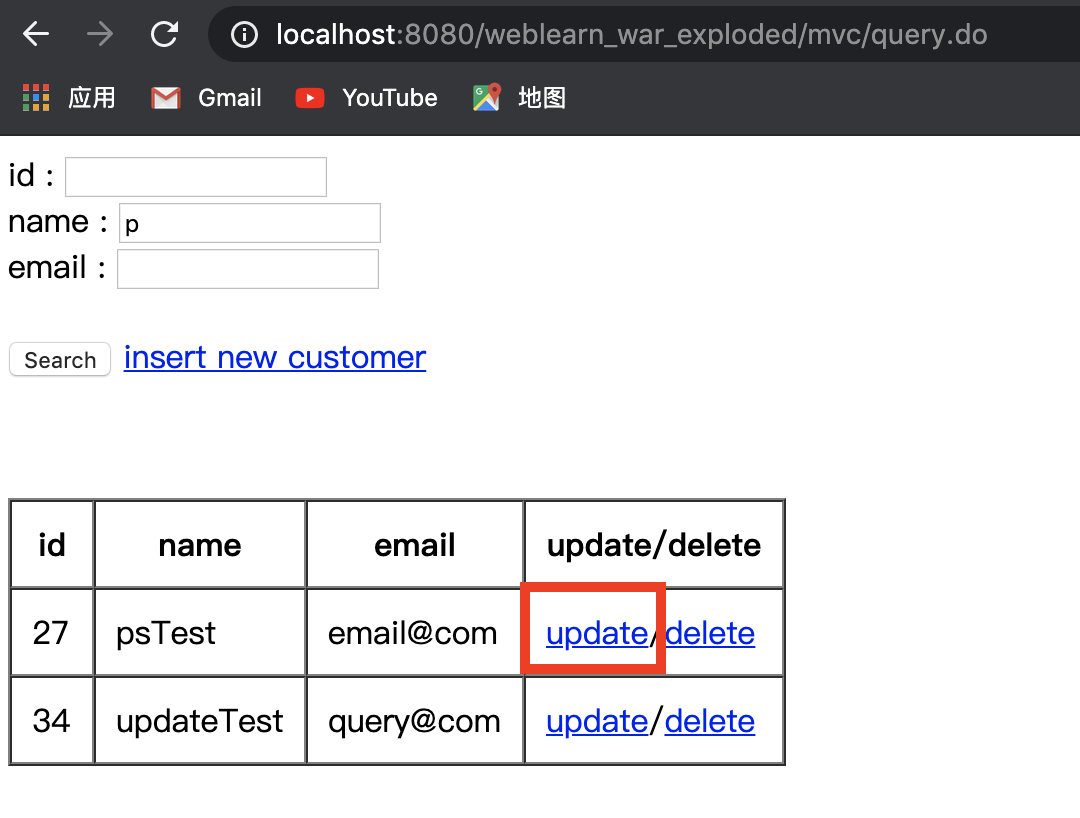 localhost:8080/weblearn_war_exploded/mvc/query.do
应用 Gmail YouTube 地图
id :
name : p
email :
Search insert new customer
id name email update/delete
27 psTest email@com update/delete
34 updateTest query@com update/delete